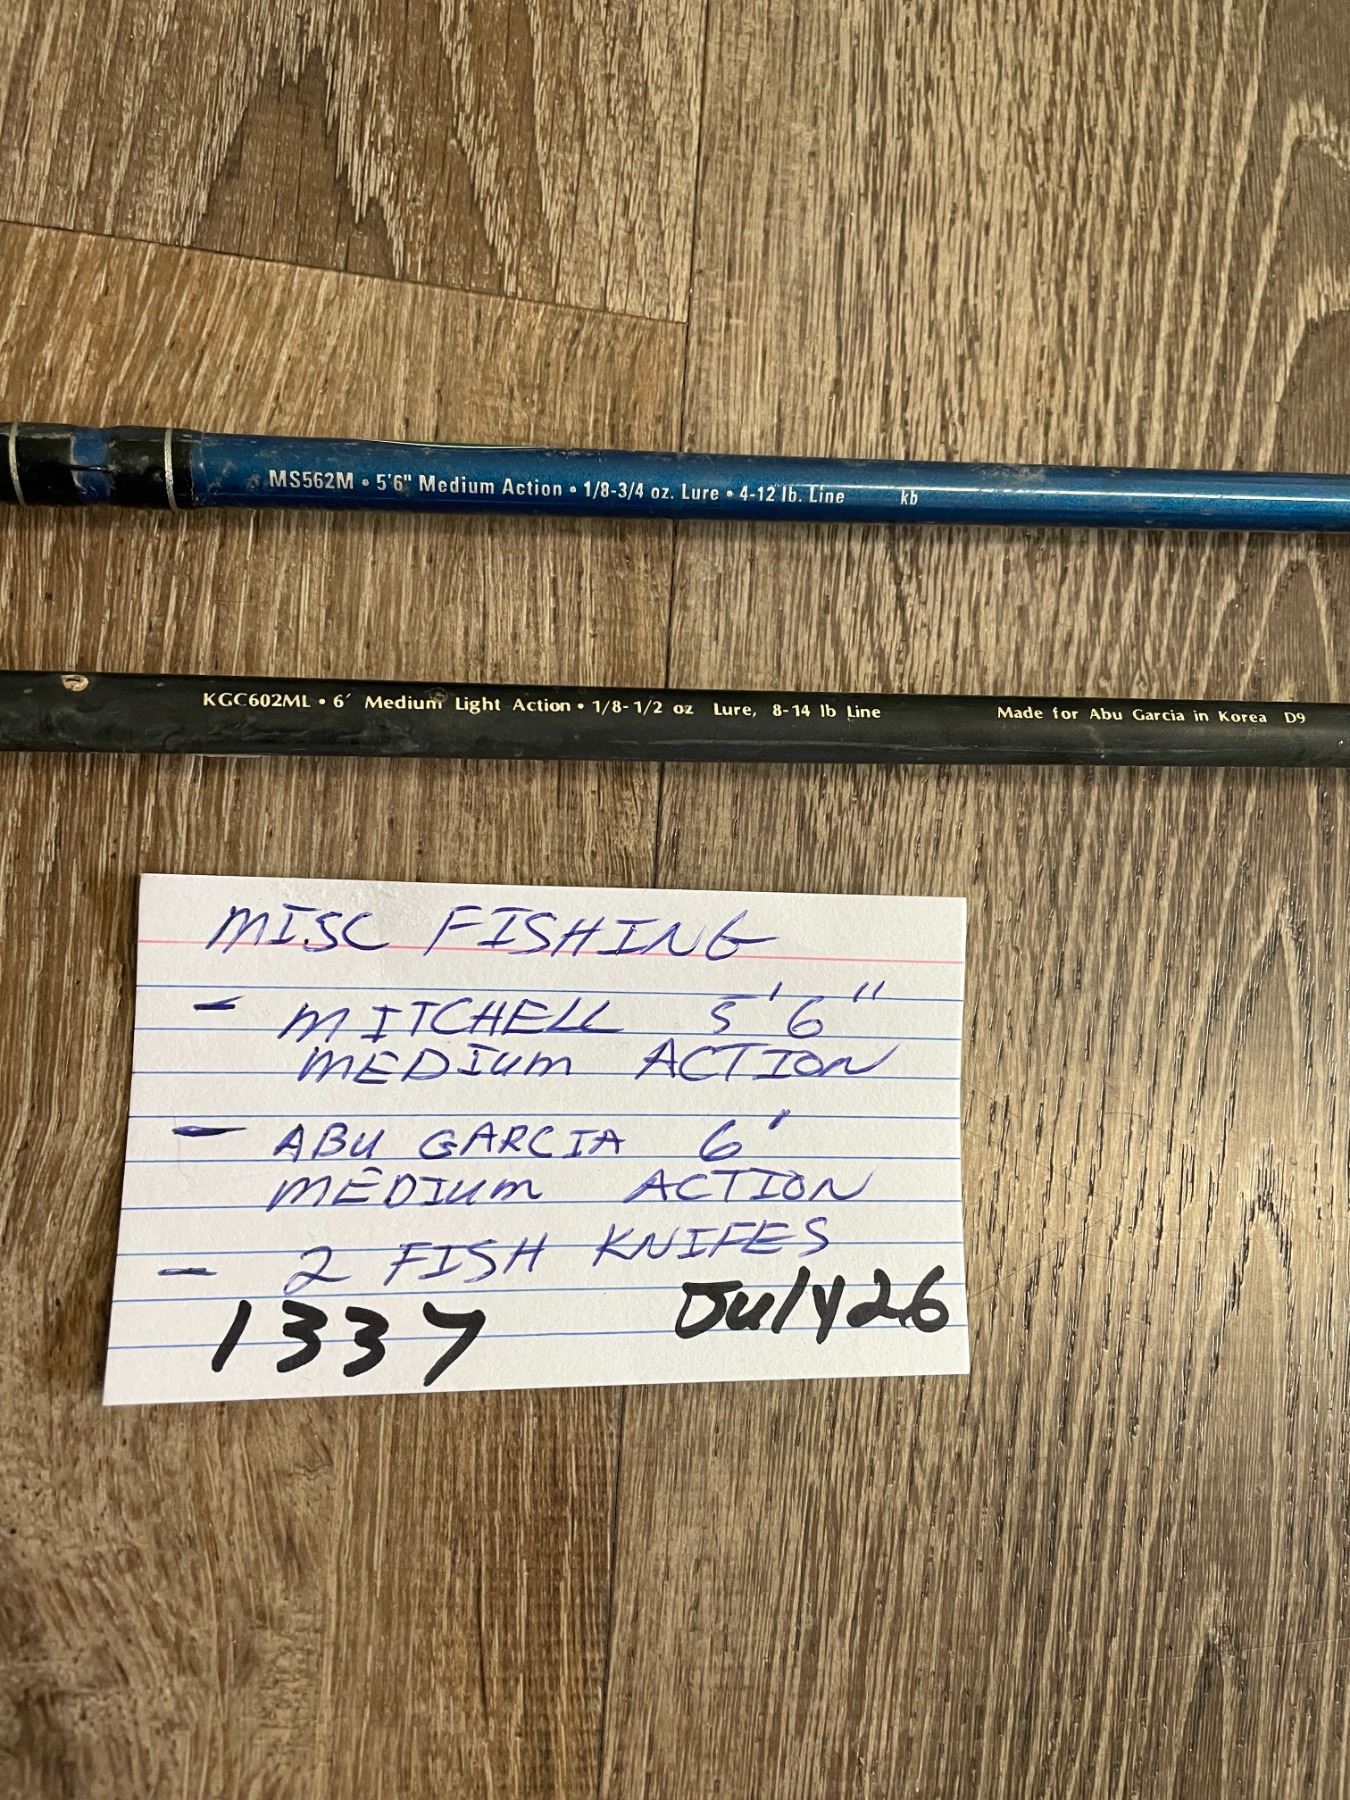 MS562M • 5'6" Medium Action • 1/8-3/4 oz. Lure • 4-12 lb. Line kb
KGC602ML • 6' Medium Light Action • 1/8-1/2 oz Lure, 8-14 lb Line Made for Abu Garcia in Korea D9
MISC FISHING
- MITCHELL 5'6"
MEDIUM ACTION
- ABU GARCIA 6'
MEDIUM ACTION
- 2 FISH KNIFES
1337 July 26